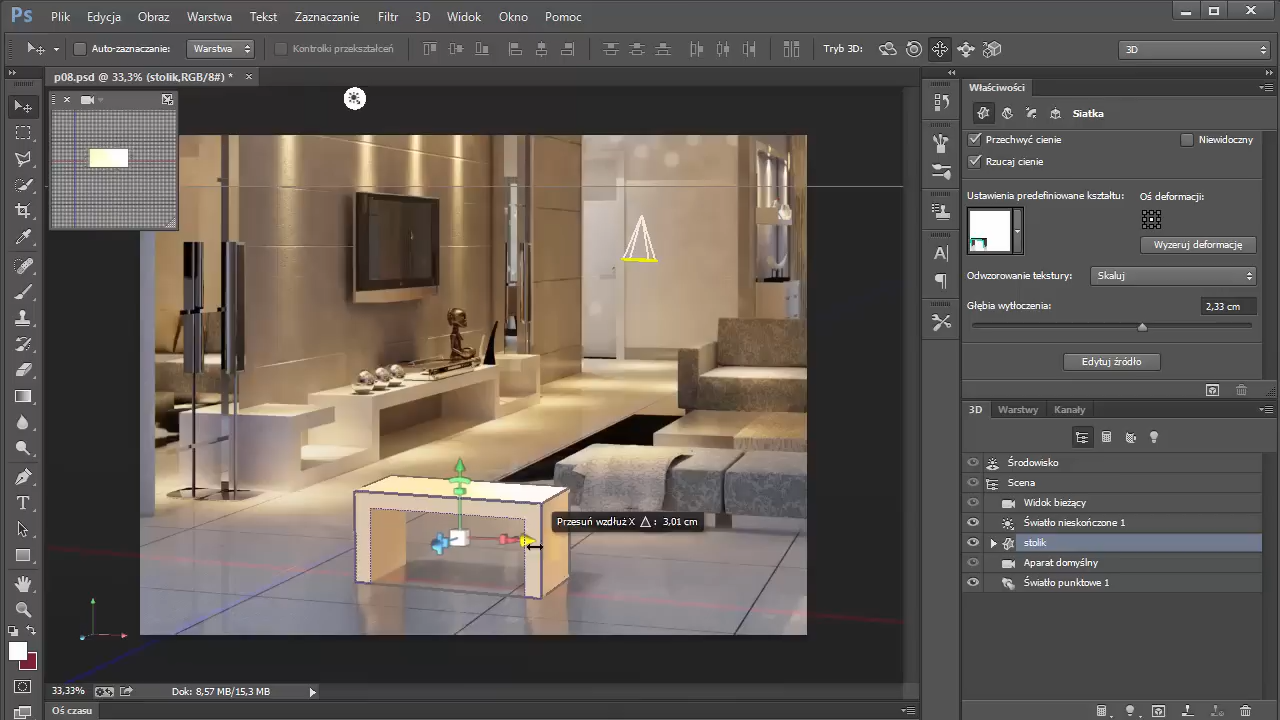 Ps Plik Edycja Obraz Warstwa Tekst Zaznaczanie Filtr 3D Widok Okno Pomoc
Auto-zaznaczanie: Warstwa Kontrolki przekształceń Tryb 3D: 3D
p08.psd @ 33,3% (stolik,RGB/8#) *
Właściwości
Siatka
Przechwyć cienie Niewidoczny
Rzucaj cienie
Ustawienia predefiniowane kształtu: Oś deformacji:
Wyzeruj deformację
Odwzorowanie tekstury: Skaluj
Głębia wytłoczenia: 2,33 cm
Edytuj źródło
3D Warstwy Kanały
Środowisko
Scena
Widok bieżący
Światło nieskończone 1
stolik
Aparat domyślny
Światło punktowe 1
Przesuń wzdłuż X △: 3,01 cm
33,33% Dok: 8,57 MB/15,3 MB
Oś czasu